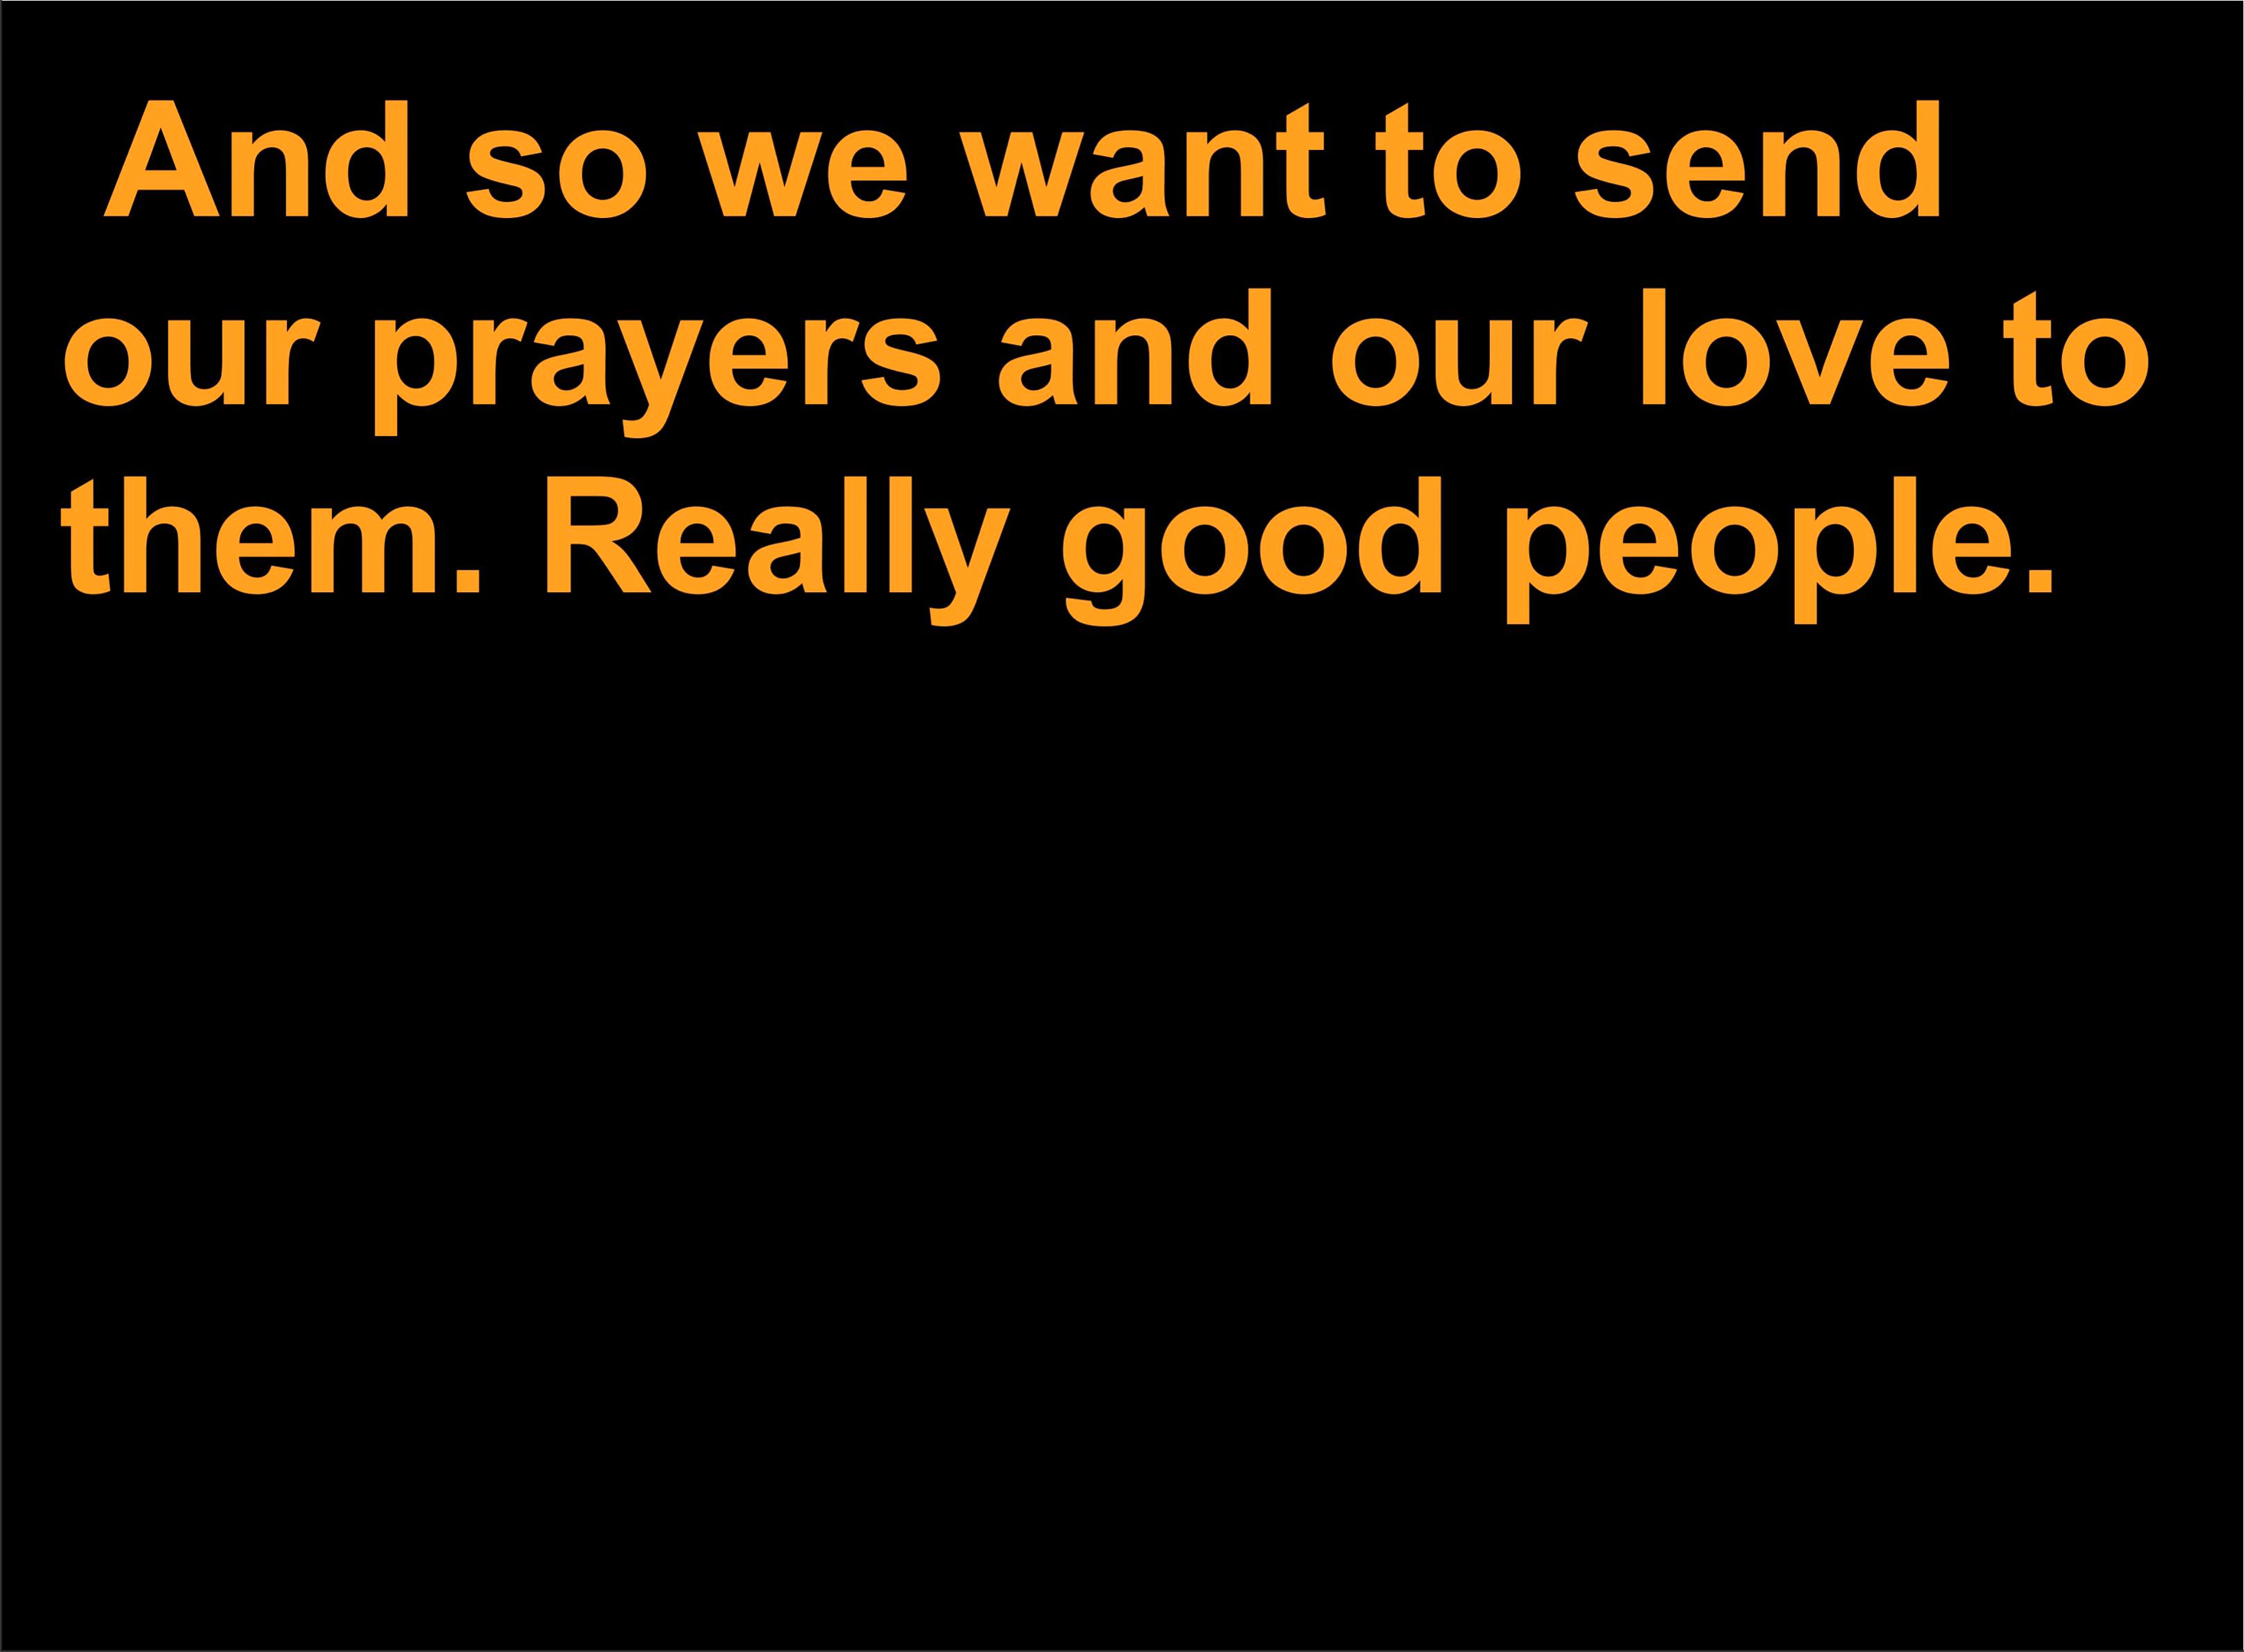 And so we want to send
our prayers and our love to
them. Really good people.